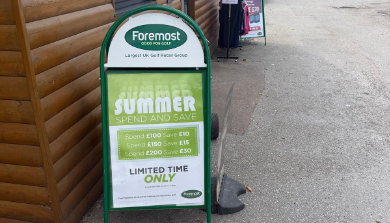 Foremost
GOOD FOR GOLF
Largest UK Golf Retail Group
SUMMER
SPEND AND SAVE
Spend £100 Save £10
Spend £150 Save £15
Spend £200 Save £30
LIMITED TIME
ONLY
Foremost